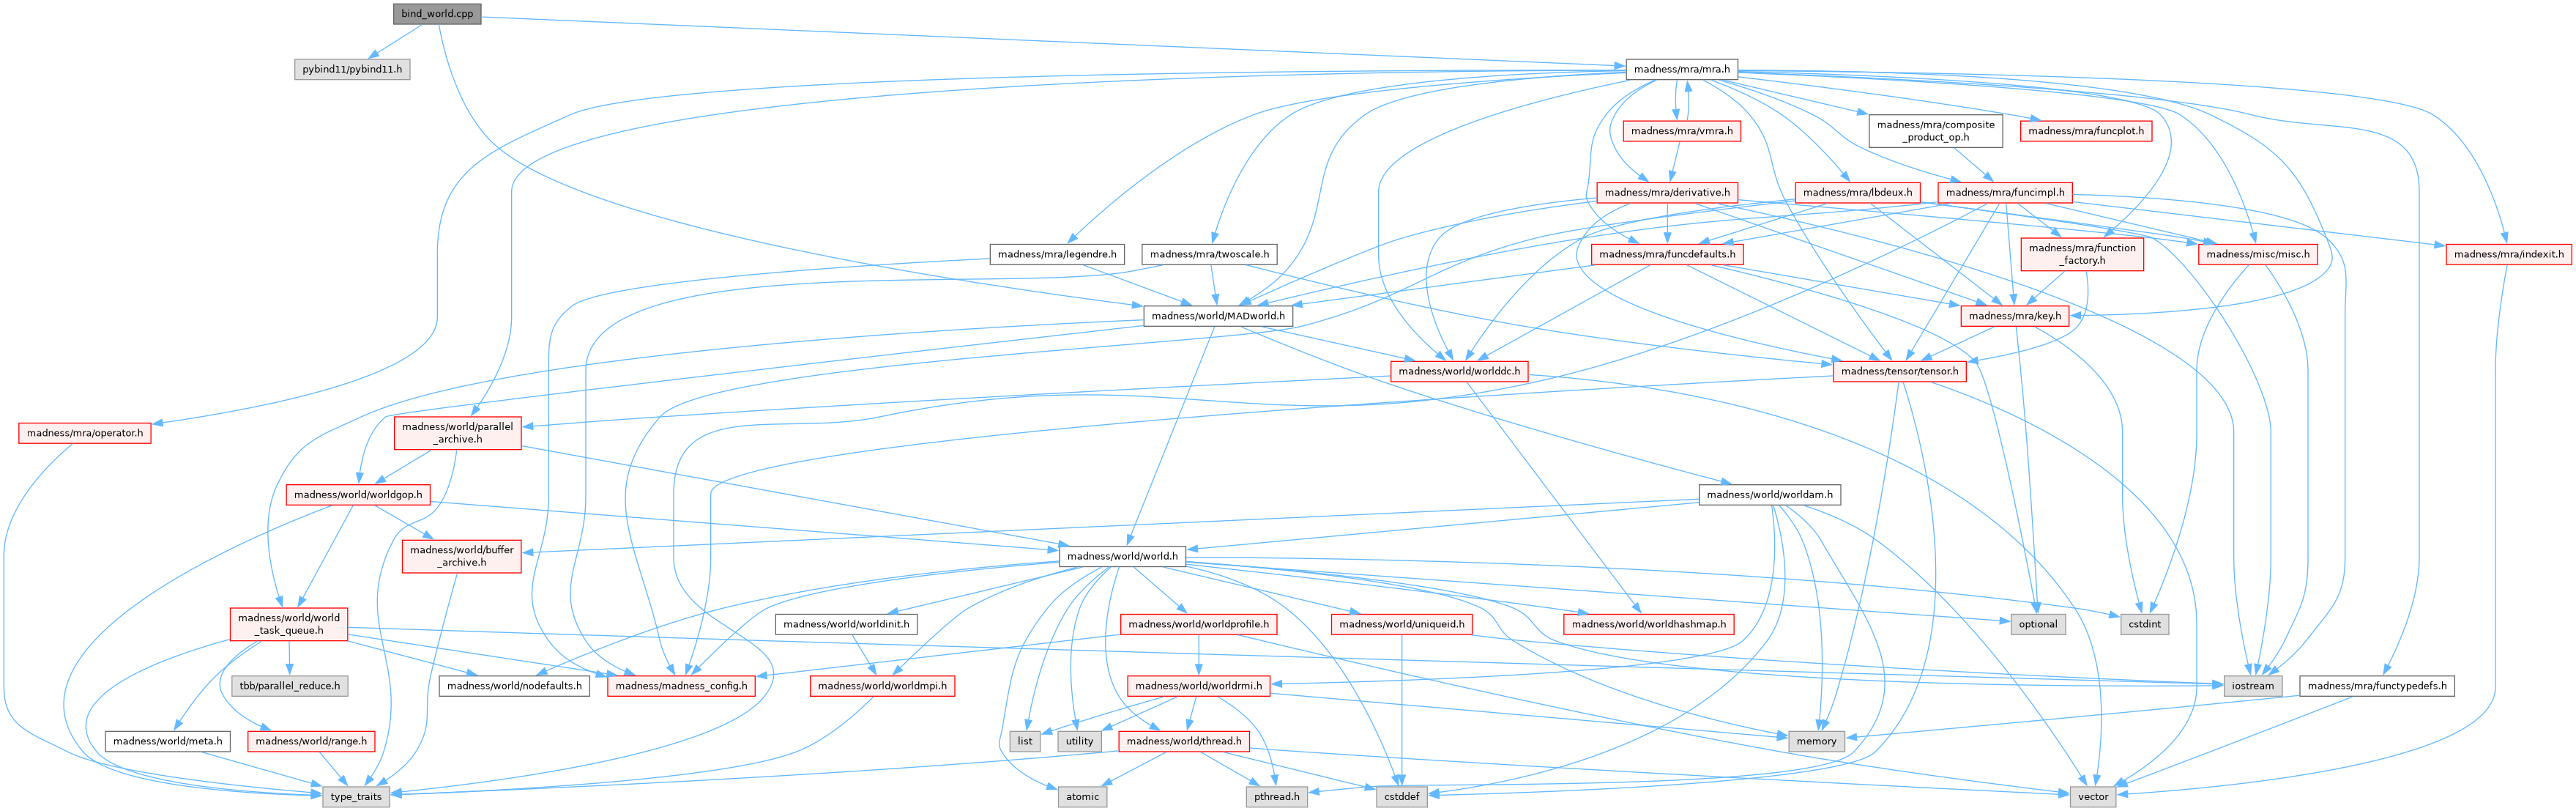 bind_world.cpp
pybind11/pybind11.h
madness/mra/mra.h
madness/mra/vmra.h
madness/mra/composite
_product_op.h
madness/mra/funcplot.h
madness/mra/derivative.h
madness/mra/lbdeux.h
madness/mra/funcimpl.h
madness/mra/legendre.h
madness/mra/twoscale.h
madness/mra/funcdefaults.h
madness/mra/function
_factory.h
madness/misc/misc.h
madness/mra/indexit.h
madness/world/MADworld.h
madness/mra/key.h
madness/world/worlddc.h
madness/tensor/tensor.h
madness/mra/operator.h
madness/world/parallel
_archive.h
madness/world/worldgop.h
madness/world/worldam.h
madness/world/buffer
_archive.h
madness/world/world.h
madness/world/world
_task_queue.h
madness/world/worldinit.h
madness/world/worldprofile.h
madness/world/uniqueid.h
madness/world/worldhashmap.h
optional
cstdint
tbb/parallel_reduce.h
madness/world/nodefaults.h
madness/madness_config.h
madness/world/worldmpi.h
madness/world/worldrmi.h
iostream
madness/mra/functypedefs.h
madness/world/meta.h
madness/world/range.h
list
utility
madness/world/thread.h
memory
type_traits
atomic
pthread.h
cstddef
vector